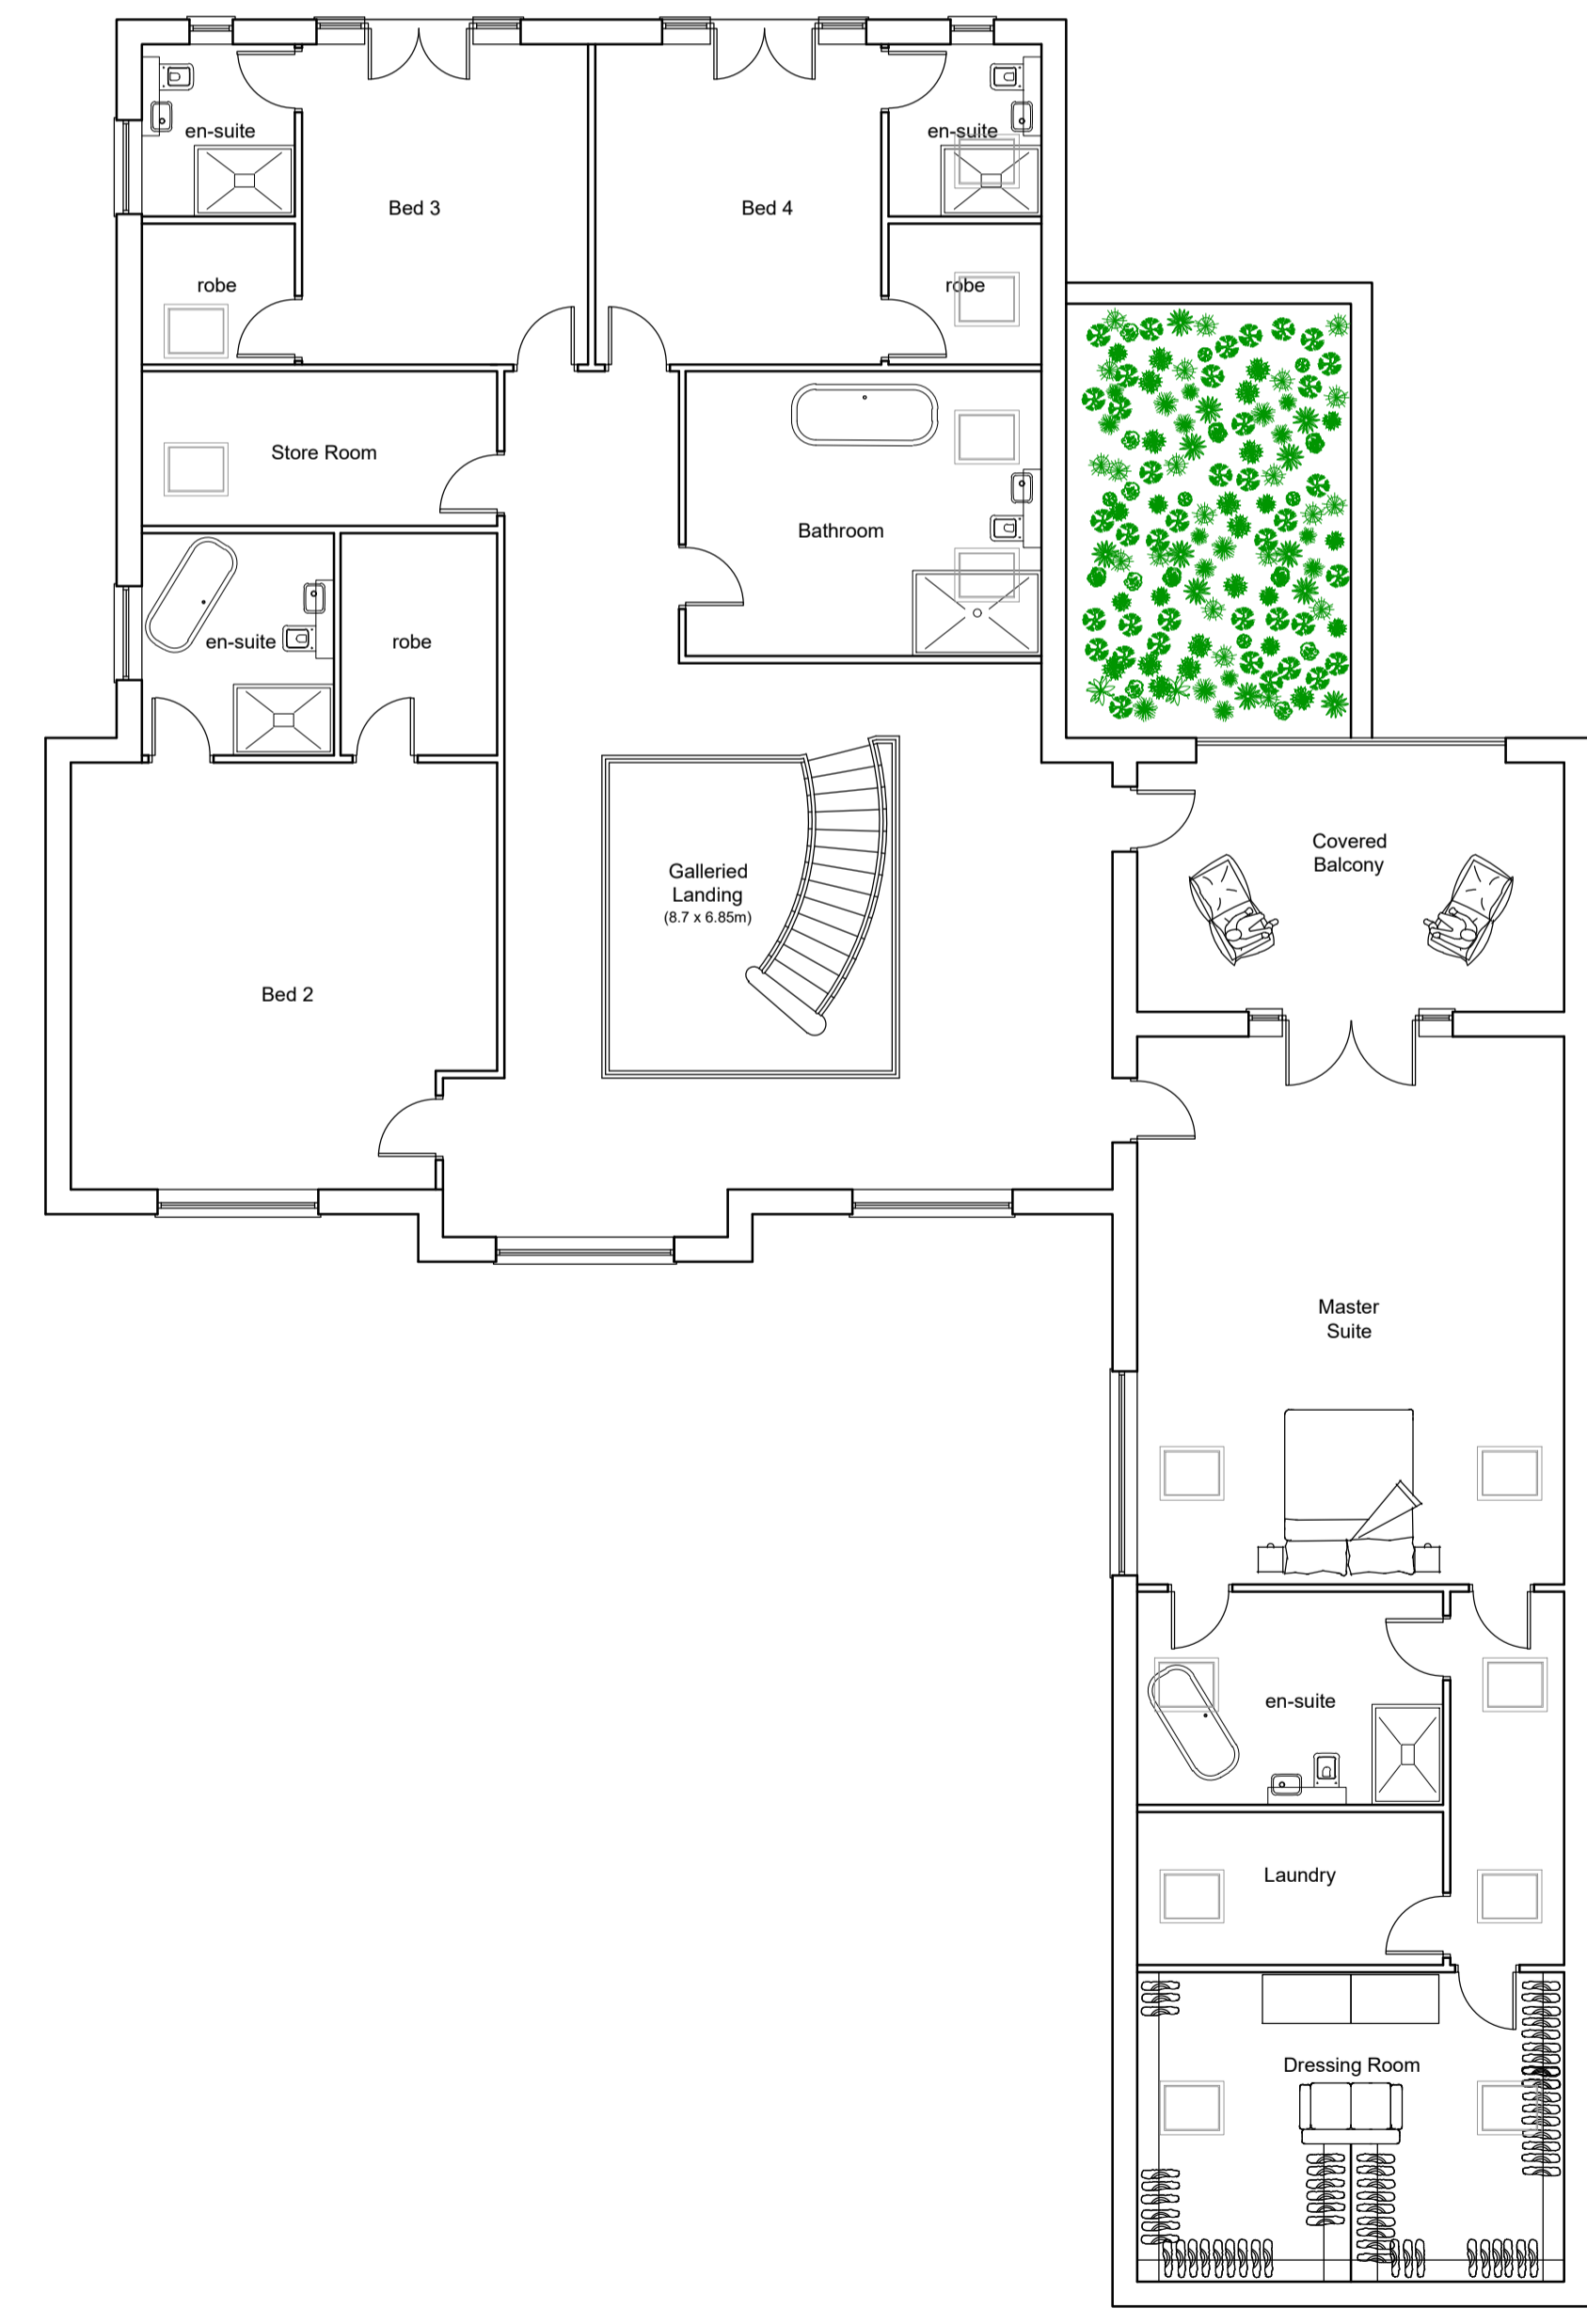 en-suite
en-suite
Bed 3
Bed 4
robe
robe
Store Room
Bathroom
en-suite
robe
Covered
Balcony
Galleried
Landing
(8.7 x 6.85m)
Bed 2
Master
Suite
en-suite
Laundry
Dressing Room